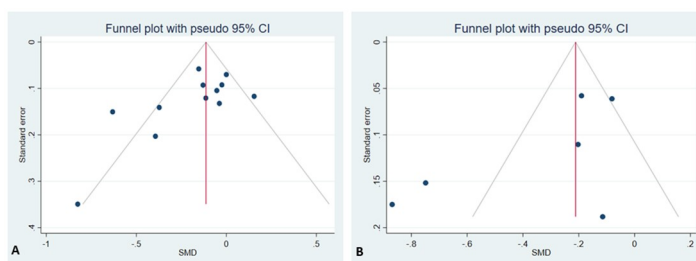 Funnel plot with pseudo 95% CI
Standard error
0
.1
.2
.3
.4
-1
-.5
0
.5
SMD
A
Funnel plot with pseudo 95% CI
Standard error
0
.05
.1
.15
.2
-.8
-.6
-.4
-.2
0
.2
SMD
B